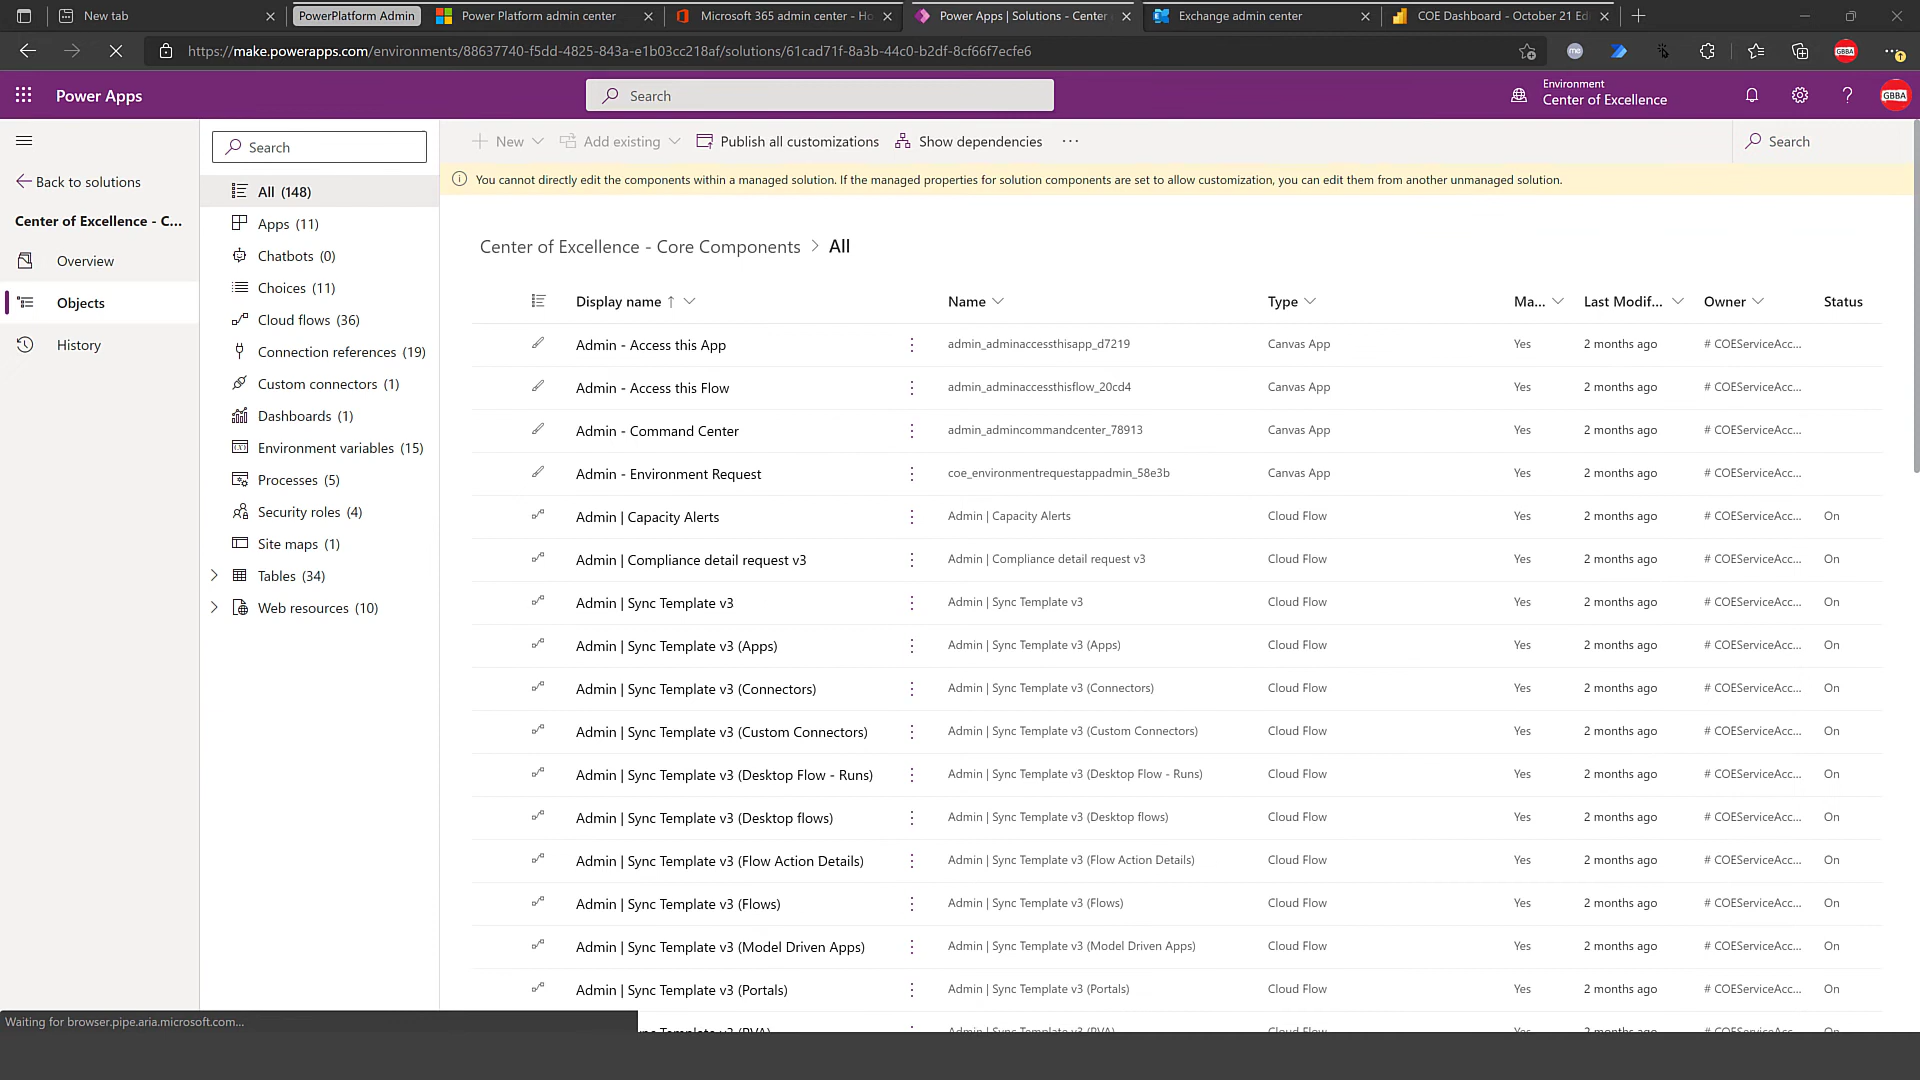 New tab
PowerPlatform Admin
Power Platform admin center
Microsoft 365 admin center - Ho
Power Apps | Solutions - Center
Exchange admin center
COE Dashboard - October 21 Edi
https://make.powerapps.com/environments/88637740-f5dd-4825-843a-e1b03cc218af/solutions/61cad71f-8a3b-44c0-b2df-8cf66f7ecfe6
GBBA
Power Apps
Search
Environment
Center of Excellence
GBBA
Search
New
Add existing
Publish all customizations
Show dependencies
Search
Back to solutions
Center of Excellence - C...
Overview
Objects
History
All (148)
Apps (11)
Chatbots (0)
Choices (11)
Cloud flows (36)
Connection references (19)
Custom connectors (1)
Dashboards (1)
Environment variables (15)
Processes (5)
Security roles (4)
Site maps (1)
Tables (34)
Web resources (10)
You cannot directly edit the components within a managed solution. If the managed properties for solution components are set to allow customization, you can edit them from another unmanaged solution.
Center of Excellence - Core Components > All
Display name ↑ Name Type Ma... Last Modif... Owner Status
Admin - Access this App admin_adminaccessthisapp_d7219 Canvas App Yes 2 months ago # COEServiceAcc...
Admin - Access this Flow admin_adminaccessthisflow_20cd4 Canvas App Yes 2 months ago # COEServiceAcc...
Admin - Command Center admin_admincommandcenter_78913 Canvas App Yes 2 months ago # COEServiceAcc...
Admin - Environment Request coe_environmentrequestappadmin_58e3b Canvas App Yes 2 months ago # COEServiceAcc...
Admin | Capacity Alerts Admin | Capacity Alerts Cloud Flow Yes 2 months ago # COEServiceAcc... On
Admin | Compliance detail request v3 Admin | Compliance detail request v3 Cloud Flow Yes 2 months ago # COEServiceAcc... On
Admin | Sync Template v3 Admin | Sync Template v3 Cloud Flow Yes 2 months ago # COEServiceAcc... On
Admin | Sync Template v3 (Apps) Admin | Sync Template v3 (Apps) Cloud Flow Yes 2 months ago # COEServiceAcc... On
Admin | Sync Template v3 (Connectors) Admin | Sync Template v3 (Connectors) Cloud Flow Yes 2 months ago # COEServiceAcc... On
Admin | Sync Template v3 (Custom Connectors) Admin | Sync Template v3 (Custom Connectors) Cloud Flow Yes 2 months ago # COEServiceAcc... On
Admin | Sync Template v3 (Desktop Flow - Runs) Admin | Sync Template v3 (Desktop Flow - Runs) Cloud Flow Yes 2 months ago # COEServiceAcc... On
Admin | Sync Template v3 (Desktop flows) Admin | Sync Template v3 (Desktop flows) Cloud Flow Yes 2 months ago # COEServiceAcc... On
Admin | Sync Template v3 (Flow Action Details) Admin | Sync Template v3 (Flow Action Details) Cloud Flow Yes 2 months ago # COEServiceAcc... On
Admin | Sync Template v3 (Flows) Admin | Sync Template v3 (Flows) Cloud Flow Yes 2 months ago # COEServiceAcc... On
Admin | Sync Template v3 (Model Driven Apps) Admin | Sync Template v3 (Model Driven Apps) Cloud Flow Yes 2 months ago # COEServiceAcc... On
Admin | Sync Template v3 (Portals) Admin | Sync Template v3 (Portals) Cloud Flow Yes 2 months ago # COEServiceAcc... On
Waiting for browser.pipe.aria.microsoft.com...